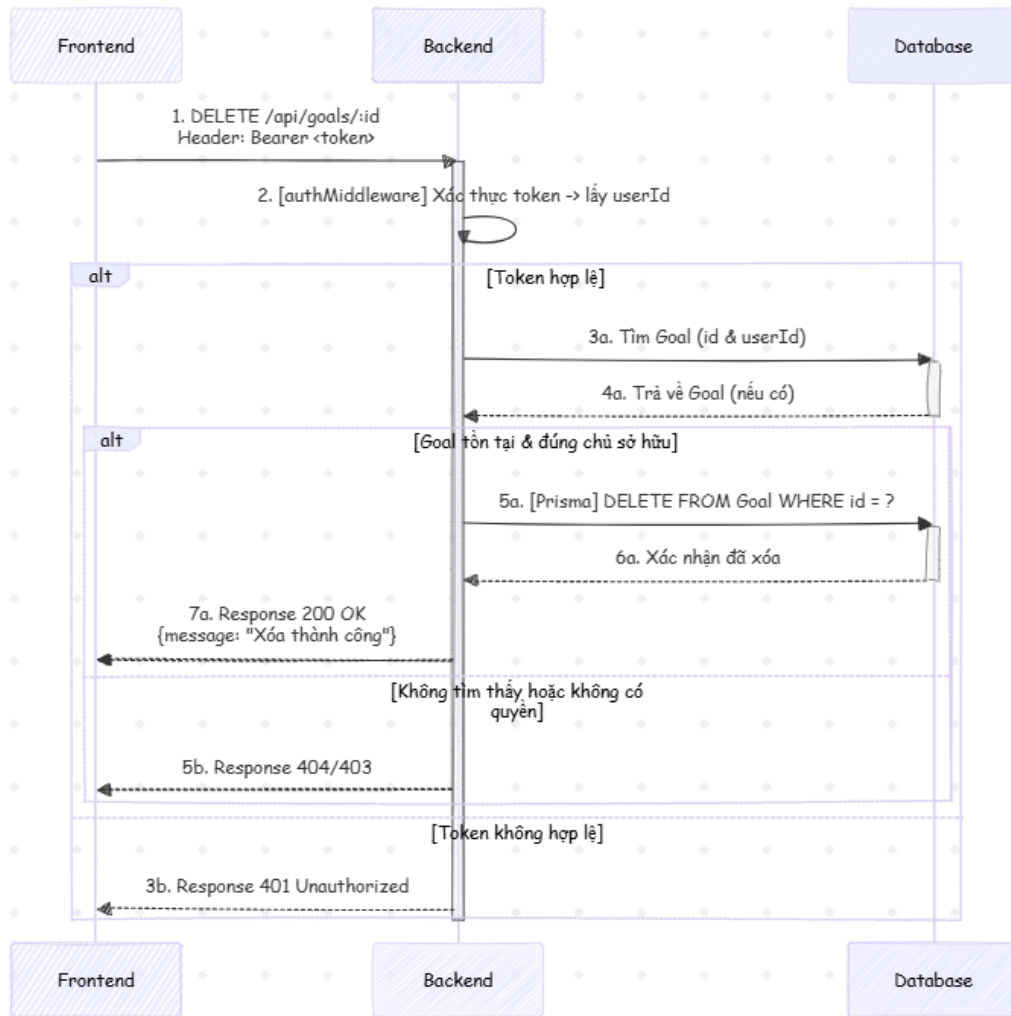 Frontend
Backend
Database
1. DELETE /api/goals/:id
Header: Bearer <token>
2. [authMiddleware] Xác thực token -> lấy userId
alt
[Token hợp lệ]
3a. Tìm Goal (id & userId)
4a. Trả về Goal (nếu có)
alt
[Goal tồn tại & đúng chủ sở hữu]
5a. [Prisma] DELETE FROM Goal WHERE id = ?
6a. Xác nhận đã xóa
7a. Response 200 OK
{message: "Xóa thành công"}
[Không tìm thấy hoặc không có
quyền]
5b. Response 404/403
[Token không hợp lệ]
3b. Response 401 Unauthorized
Frontend
Backend
Database